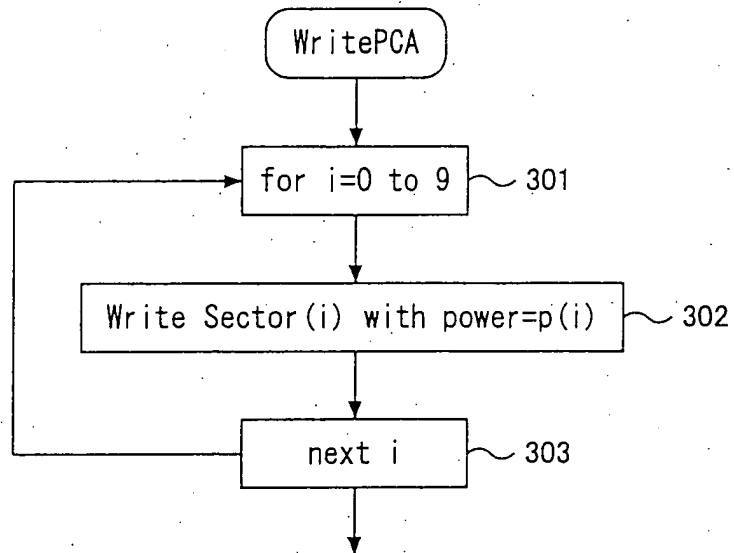 WritePCA
for i=0 to 9
301
Write Sector(i) with power=p(i)
302
next i
303